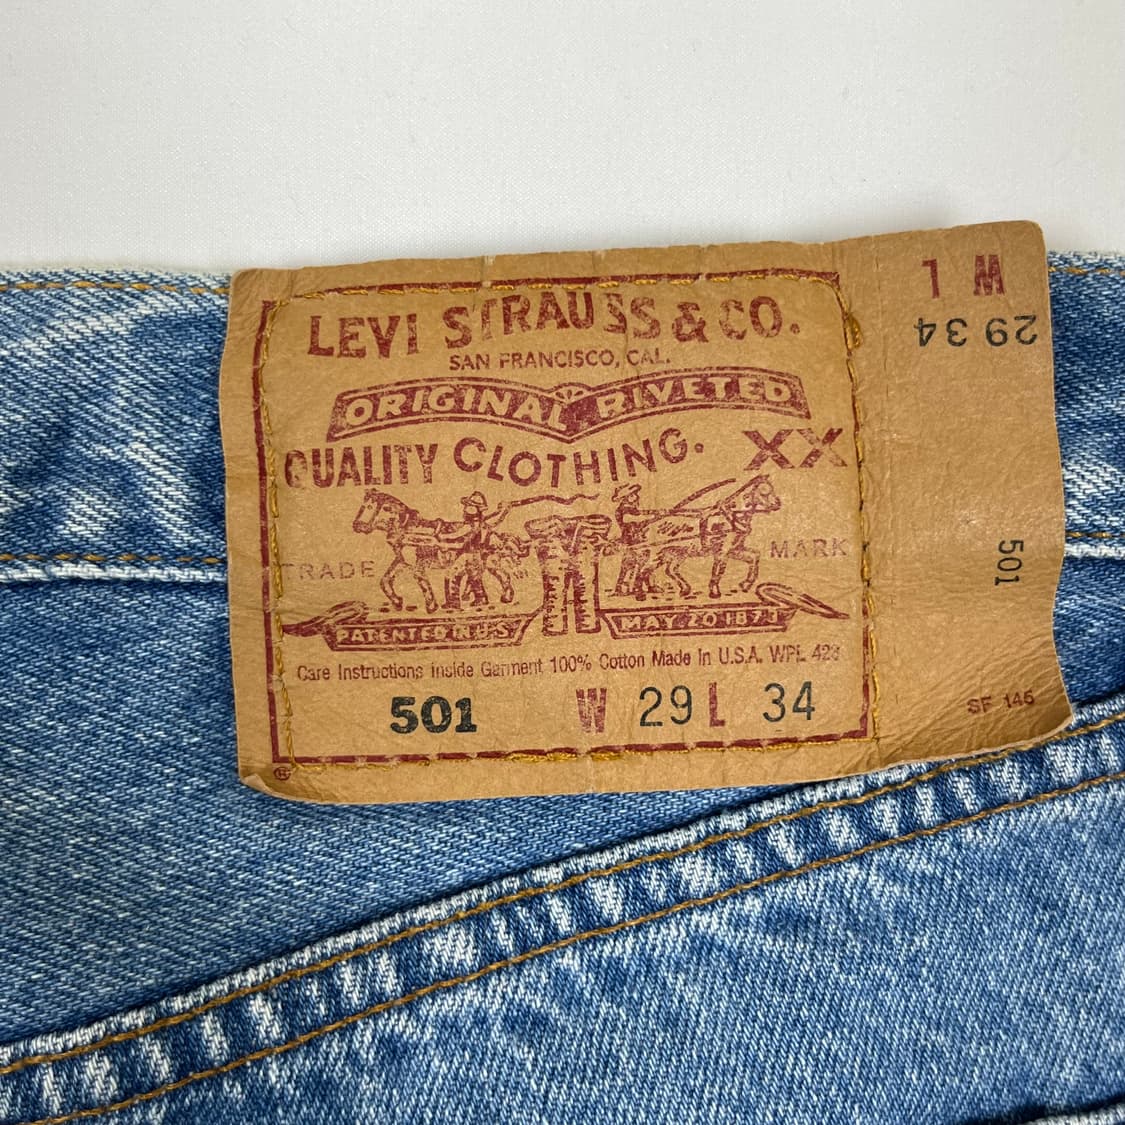 LEVI STRAUSS & CO.
SAN FRANCISCO, CAL.
ORIGINAL RIVETED
QUALITY CLOTHING. XX
TRADE MARK
PATENTED IN U.S. MAY 20 1873
Care Instructions Inside Garment 100% Cotton Made In U.S.A. WPL 423
501 W 29 L 34
®
1 M
29 34
501
SF 146